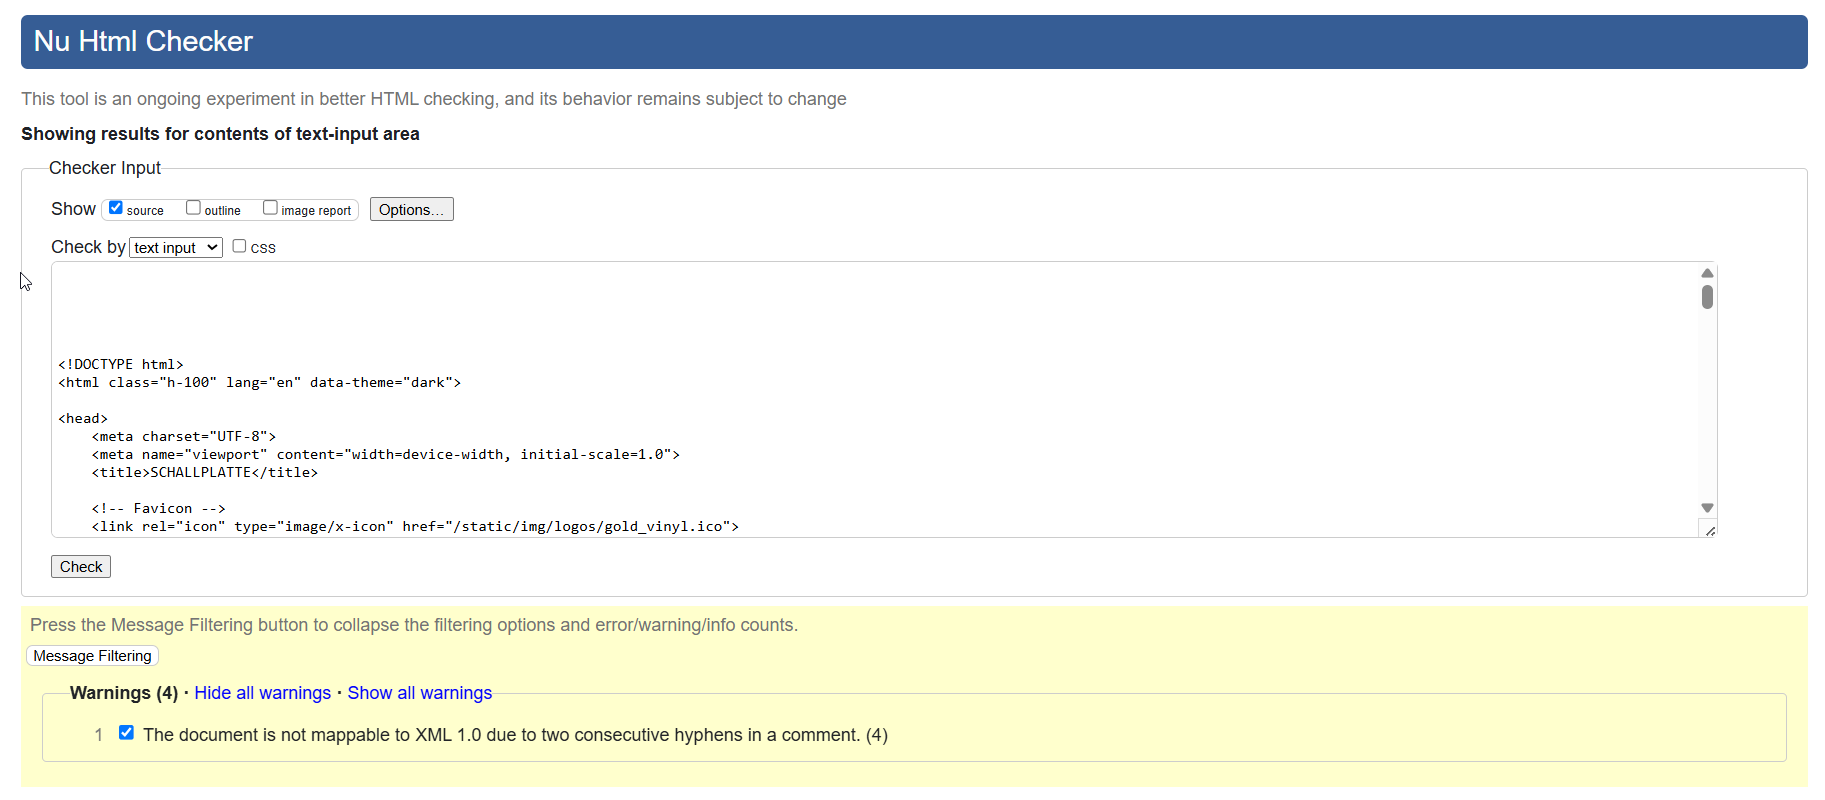 Nu Html Checker
This tool is an ongoing experiment in better HTML checking, and its behavior remains subject to change
Showing results for contents of text-input area
Checker Input
Show source outline image report Options...
Check by text input css
<!DOCTYPE html>
<html class="h-100" lang="en" data-theme="dark">
<head>
<meta charset="UTF-8">
<meta name="viewport" content="width=device-width, initial-scale=1.0">
<title>SCHALLPLATTE</title>
<!-- Favicon -->
<link rel="icon" type="image/x-icon" href="/static/img/logos/gold_vinyl.ico">
Check
Press the Message Filtering button to collapse the filtering options and error/warning/info counts.
Message Filtering
Warnings (4) · Hide all warnings · Show all warnings
1 The document is not mappable to XML 1.0 due to two consecutive hyphens in a comment. (4)